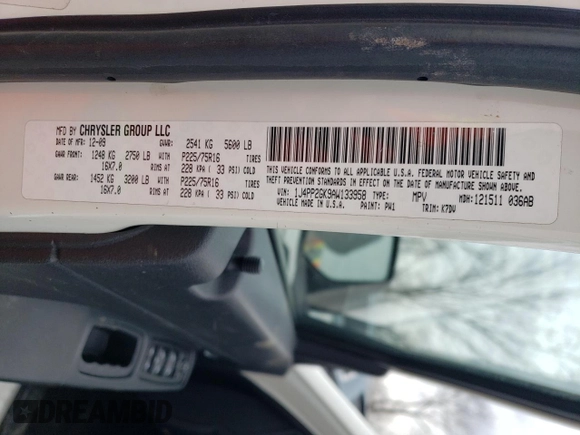 MFD BY CHRYSLER GROUP LLC
DATE OF MFR: 12-09 GVWR: 2541 KG 5600 LB
GAWR FRONT: 1248 KG 2750 LB WITH P225/75R16 TIRES
16X7.0 RIMS AT 228 KPA ( 33 PSI) COLD
GAWR REAR: 1452 KG 3200 LB WITH P225/75R16 TIRES
16X7.0 RIMS AT 228 KPA ( 33 PSI) COLD
THIS VEHICLE CONFORMS TO ALL APPLICABLE U.S.A. FEDERAL MOTOR VEHICLE SAFETY AND
THEFT PREVENTION STANDARDS IN EFFECT ON THE DATE OF MANUFACTURE SHOWN ABOVE.
VIN: 1J4PP2GK9AW133950 TYPE: MPV MDH: 121511 036AB
VEHICLE MADE IN U.S.A. PAINT: PW1 TRIM: K7DV
DREAMBID